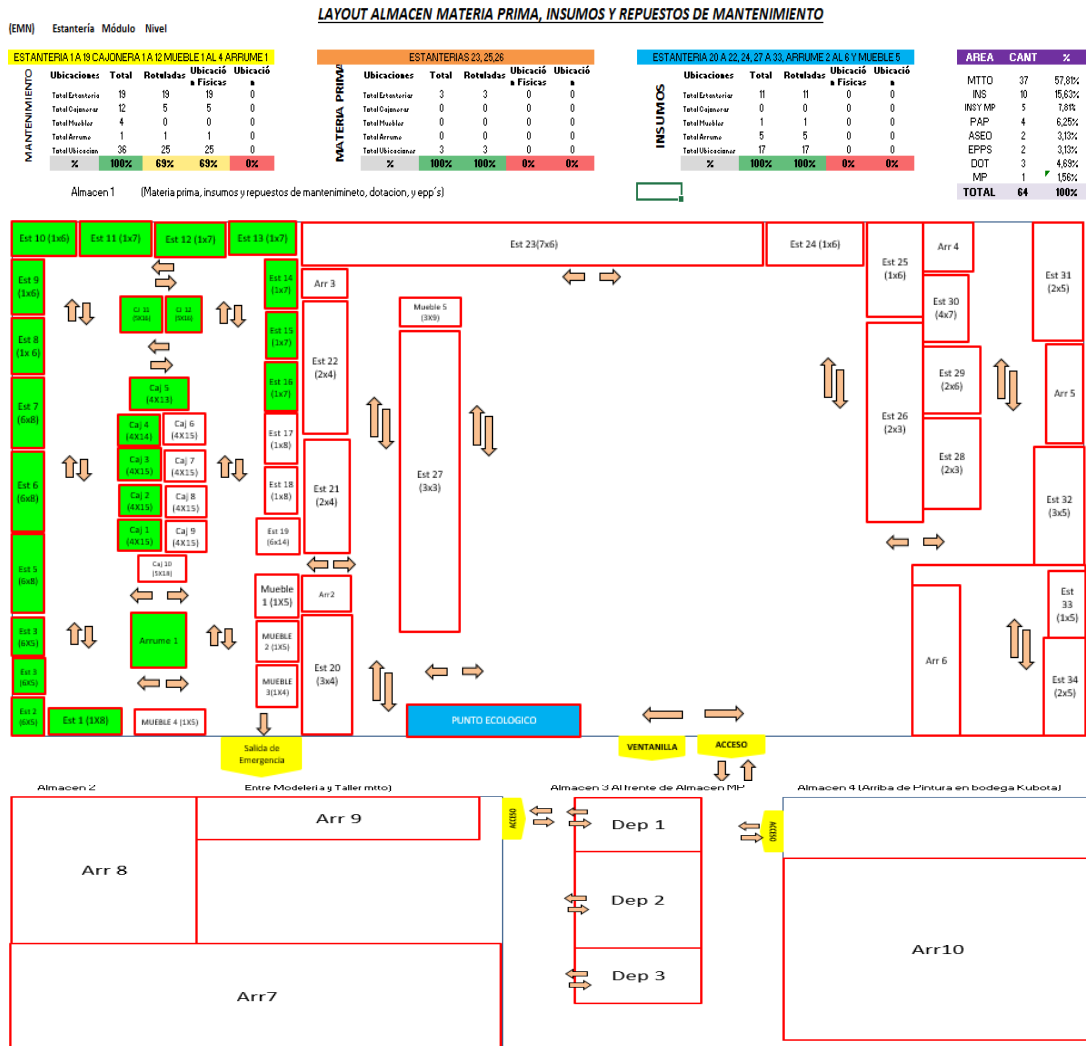 LAYOUT ALMACEN MATERIA PRIMA, INSUMOS Y REPUESTOS DE MANTENIMIENTO
(EMN) Estantería Módulo Nivel
ESTANTERIA 1 A 19 CAJONERA 1 A 12 MUEBLE 1 AL 4 ARRUME 1
MANTENIMIENTO
Ubicaciones Total Rotuladas Ubicació n Fisicas Ubicació n
Total Estanteria 19 19 19 0
Total Cajoneras 12 5 5 0
Total Muebles 4 0 0 0
Total Arrume 1 1 1 0
Total Ubicaciones 36 25 25 0
% 100% 69% 69% 0%
ESTANTERIAS 23, 25,26
MATERIA PRIMA
Ubicaciones Total Rotuladas Ubicació n Fisicas Ubicació n
Total Estanteria 3 3 0 0
Total Cajoneras 0 0 0 0
Total Muebles 0 0 0 0
Total Arrume 0 0 0 0
Total Ubicaciones 3 3 0 0
% 100% 100% 0% 0%
ESTANTERIA 20 A 22, 24, 27 A 33, ARRUME 2 AL 6 Y MUEBLE 5
INSUMOS
Ubicaciones Total Rotuladas Ubicació n Fisicas Ubicació n
Total Estanteria 11 11 0 0
Total Cajoneras 0 0 0 0
Total Muebles 1 1 0 0
Total Arrume 5 5 0 0
Total Ubicaciones 17 17 0 0
% 100% 100% 0% 0%
AREA CANT %
MTTO 37 57,81%
INS 10 15,63%
INS Y MP 5 7,81%
PAP 4 6,25%
ASEO 2 3,13%
EPPS 2 3,13%
DOT 3 4,69%
MP 1 1,56%
TOTAL 64 100%
Almacen 1 (Materia prima, insumos y repuestos de mantenimineto, dotacion, y epp´s)
Est 10 (1x6)
Est 11 (1x7)
Est 12 (1x7)
Est 13 (1x7)
Est 23(7x6)
Est 24 (1x6)
Est 25
(1x6)
Arr 4
Est 31
(2x5)
Est 9
(1x6)
Est 14
(1x7)
Arr 3
Est 30
(4x7)
CJ 11
(5X16)
CJ 12
(5X16)
Mueble 5
(3X9)
Est 8
(1x 6)
Est 15
(1x7)
Est 22
(2x4)
Est 29
(2x6)
Arr 5
Est 16
(1x7)
Caj 5
(4X13)
Est 7
(6x8)
Caj 4
(4X14)
Caj 6
(4X15)
Est 17
(1x8)
Est 26
(2x3)
Est 28
(2x3)
Caj 3
(4X15)
Caj 7
(4X15)
Est 27
(3x3)
Est 6
(6x8)
Caj 2
(4X15)
Caj 8
(4X15)
Est 18
(1x8)
Est 21
(2x4)
Est 32
(3x5)
Caj 1
(4X15)
Caj 9
(4X15)
Est 19
(6x14)
Est 5
(6x8)
Caj 10
(5X18)
Mueble
1 (1X5)
Arr2
Est
33
(1x5)
Est 3
(6X5)
Arrume 1
MUEBLE
2 (1X5)
Est 20
(3x4)
Arr 6
Est 3
(6X5)
MUEBLE
3(1X4)
Est 34
(2x5)
Est 2
(6X5)
Est 1 (1X8)
MUEBLE 4 (1X5)
PUNTO ECOLOGICO
Salida de
Emergencia
VENTANILLA
ACCESO
Almacen 2 Entre Modeleria y Taller mtto)
Almacen 3 Al frente de Almacen MP
Almacen 4 (Arriba de Pintura en bodega Kubota)
Arr 8
Arr 9
ACCESO
Dep 1
ACCESO
Dep 2
Arr10
Dep 3
Arr7